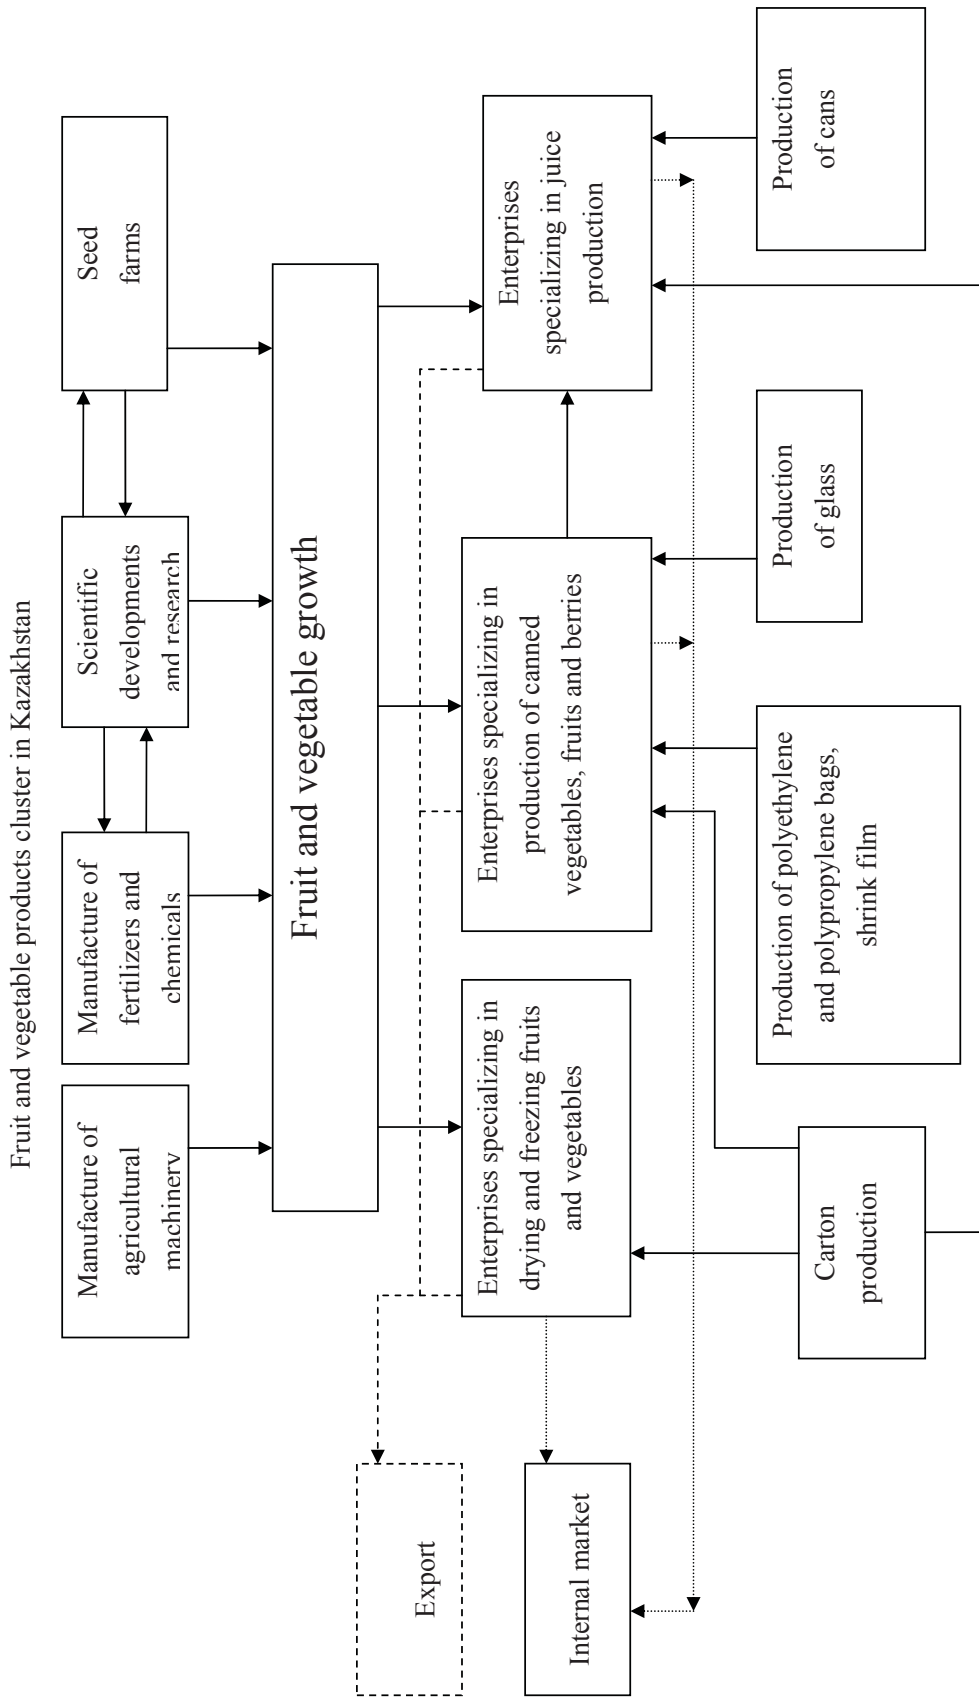 Fruit and vegetable products cluster in Kazakhstan
Manufacture of
agricultural
machinery
Manufacture of
fertilizers and
chemicals
Scientific
developments
and research
Seed
farms
Fruit and vegetable growth
Export
Internal market
Enterprises specializing in
drying and freezing fruits
and vegetables
Enterprises specializing in
production of canned
vegetables, fruits and berries
Enterprises
specializing in juice
production
Carton
production
Production of polyethylene
and polypropylene bags,
shrink film
Production
of glass
Production
of cans